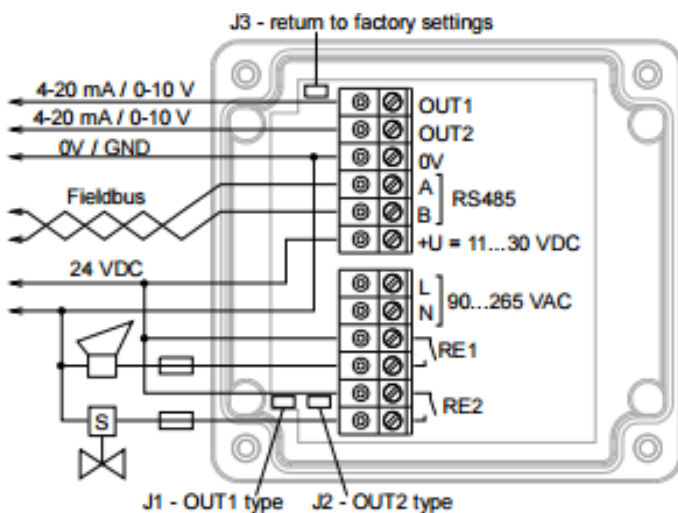 J3 - return to factory settings
4-20 mA / 0-10 V
OUT1
4-20 mA / 0-10 V
OUT2
0V / GND
0V
Fieldbus
A
RS485
B
+U = 11...30 VDC
24 VDC
L
90...265 VAC
N
RE1
RE2
S
J1 - OUT1 type
J2 - OUT2 type